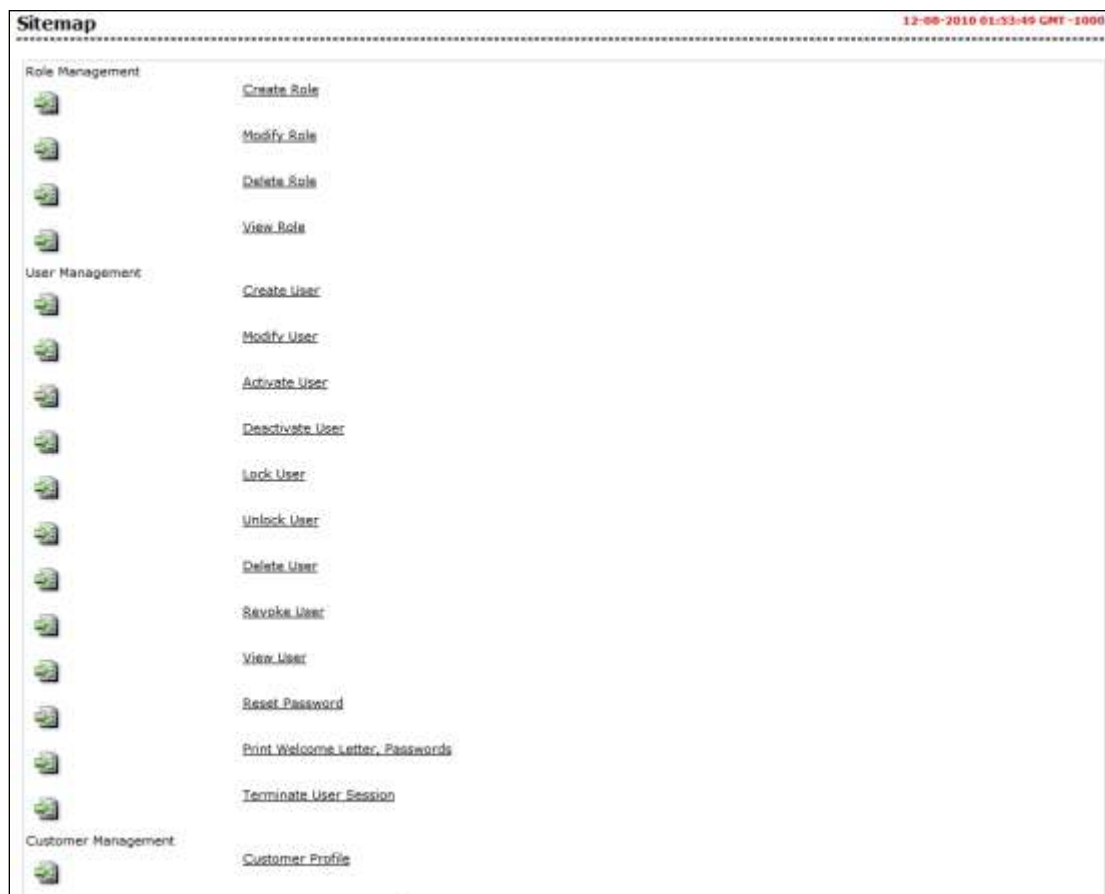 Sitemap
12-08-2010 01:53:49 GMT -1000
Role Management
Create Role
Modify Role
Delete Role
View Role
User Management
Create User
Modify User
Activate User
Deactivate User
Lock User
Unlock User
Delete User
Revoke User
View User
Reset Password
Print Welcome Letter, Passwords
Terminate User Session
Customer Management
Customer Profile